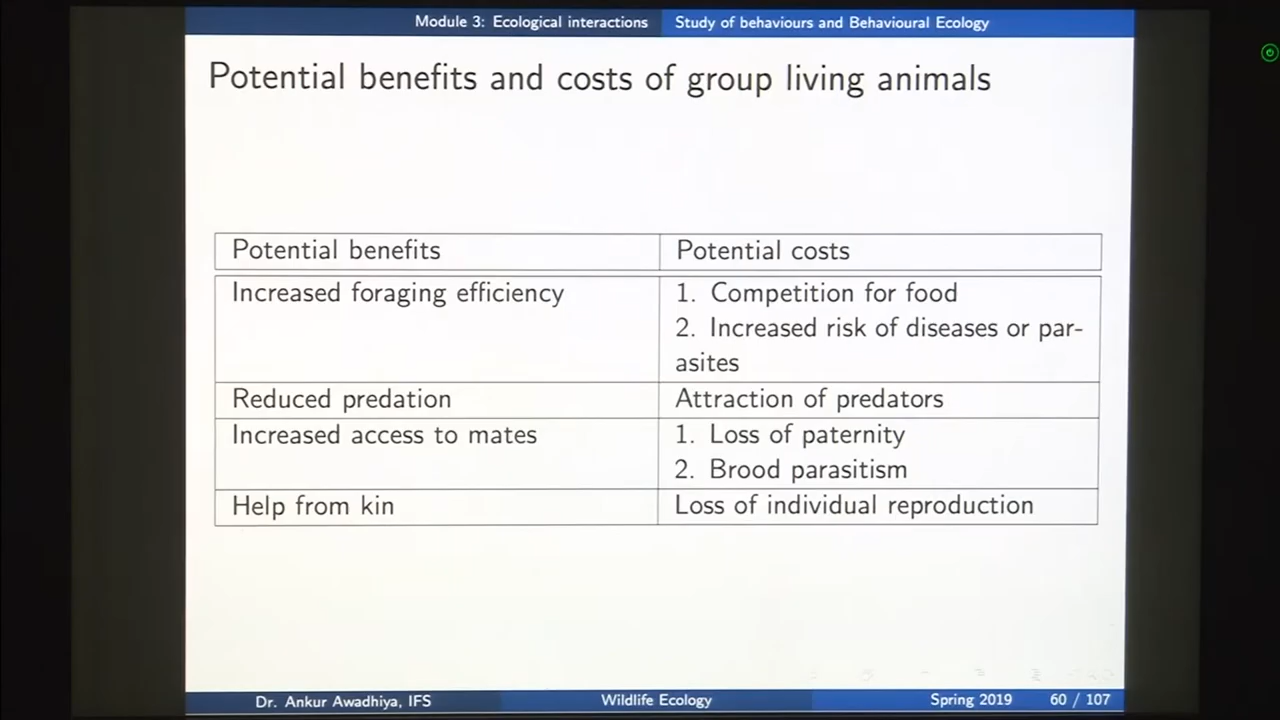 Module 3: Ecological interactions Study of behaviours and Behavioural Ecology
Potential benefits and costs of group living animals
Potential benefits Potential costs
Increased foraging efficiency 1. Competition for food
2. Increased risk of diseases or par-
asites
Reduced predation Attraction of predators
Increased access to mates 1. Loss of paternity
2. Brood parasitism
Help from kin Loss of individual reproduction
Dr. Ankur Awadhiya, IFS Wildlife Ecology Spring 2019 60 / 107